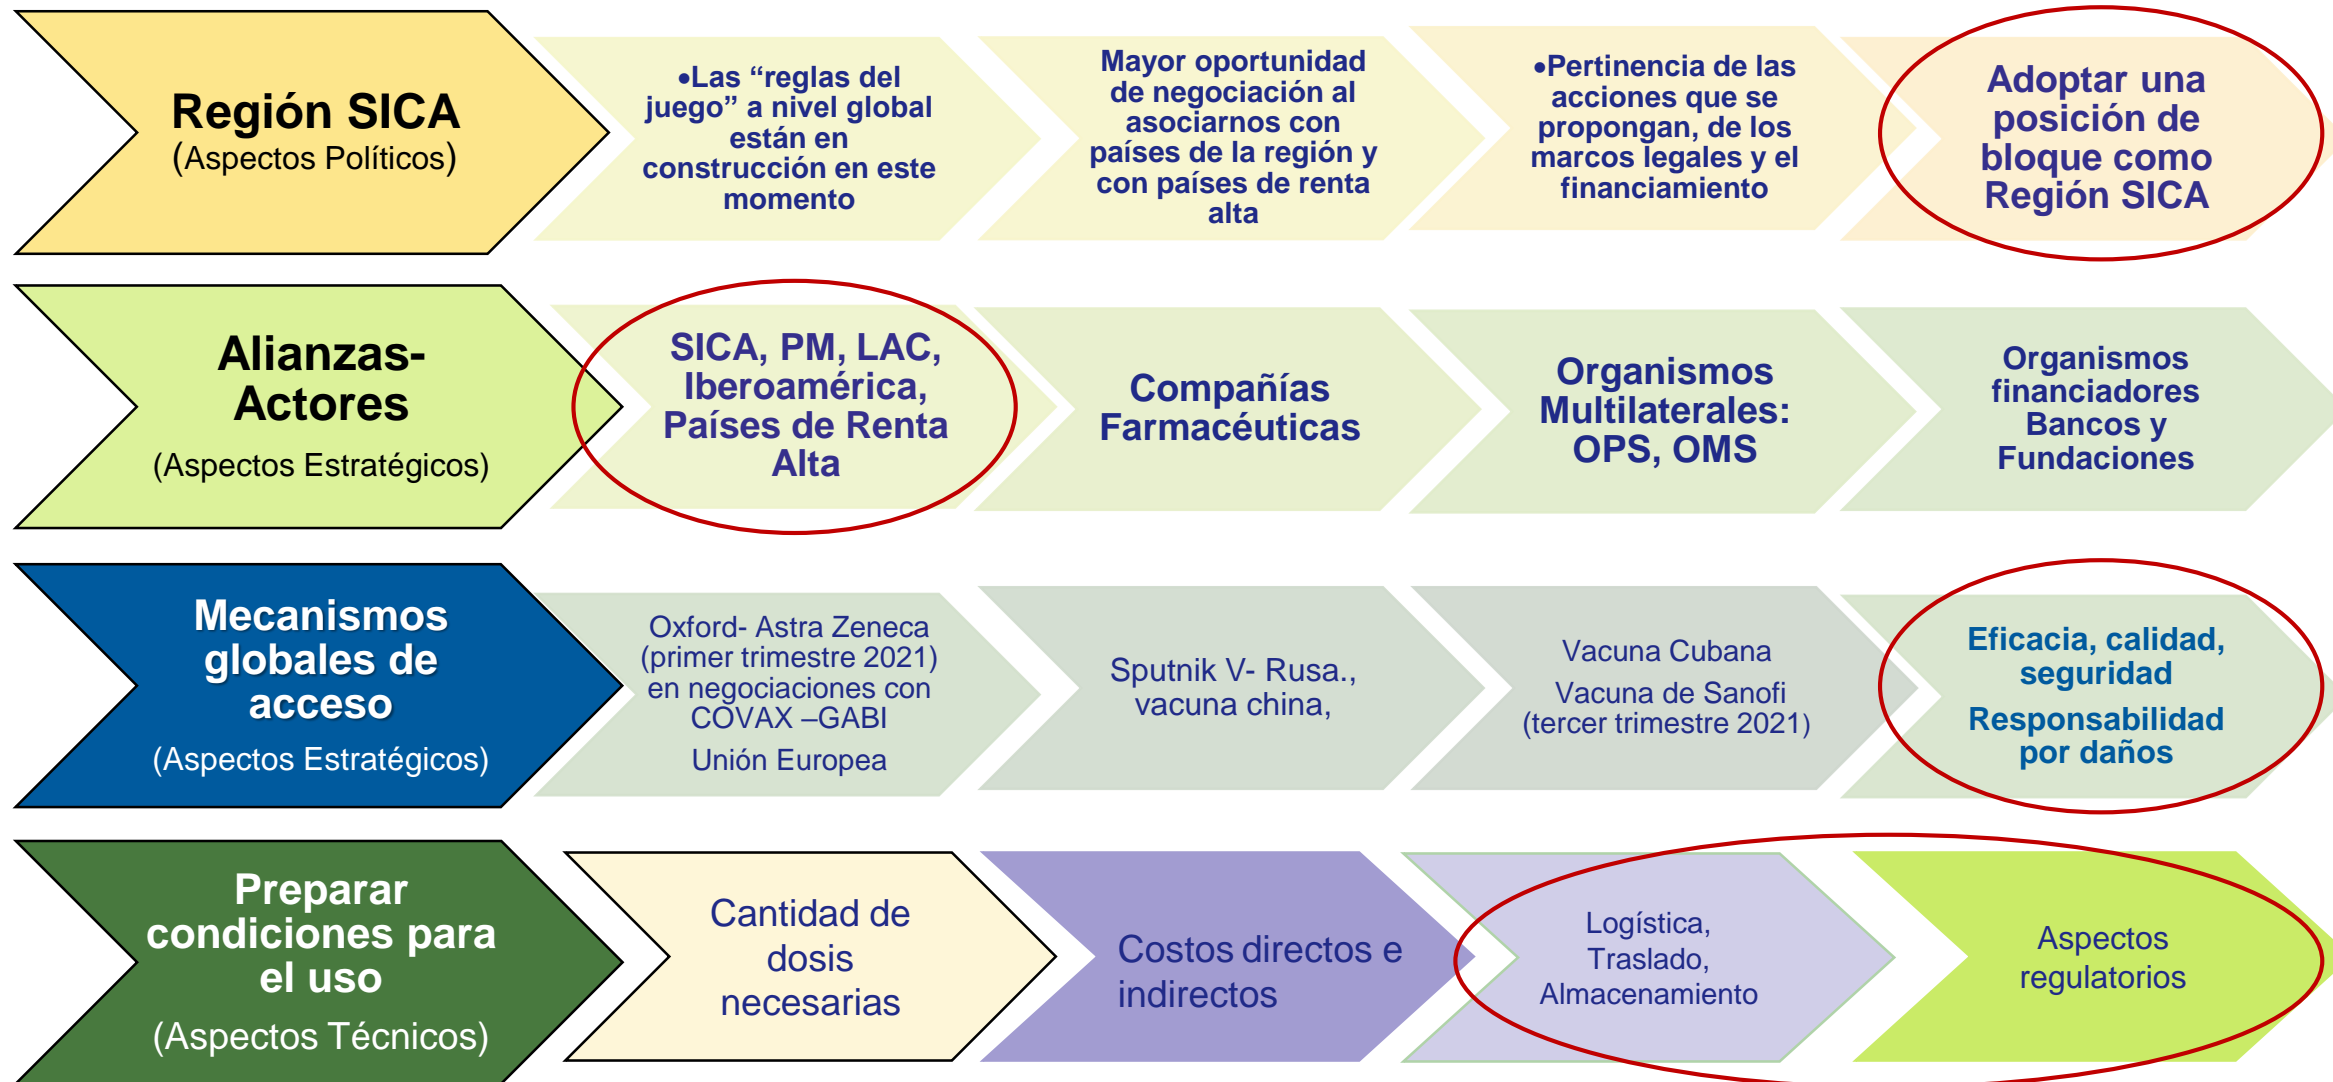 Región SICA
(Aspectos Políticos)
•Las “reglas del
juego” a nivel global
están en
construcción en este
momento
Mayor oportunidad
de negociación al
asociarnos con
países de la región y
con países de renta
alta
•Pertinencia de las
acciones que se
propongan, de los
marcos legales y el
financiamiento
Adoptar una
posición de
bloque como
Región SICA
Alianzas-
Actores
(Aspectos Estratégicos)
SICA, PM, LAC,
Iberoamérica,
Países de Renta
Alta
Compañías
Farmacéuticas
Organismos
Multilaterales:
OPS, OMS
Organismos
financiadores
Bancos y
Fundaciones
Mecanismos
globales de
acceso
(Aspectos Estratégicos)
Oxford- Astra Zeneca
(primer trimestre 2021)
en negociaciones con
COVAX –GABI
Unión Europea
Sputnik V- Rusa.,
vacuna china,
Vacuna Cubana
Vacuna de Sanofi
(tercer trimestre 2021)
Eficacia, calidad,
seguridad
Responsabilidad
por daños
Preparar
condiciones para
el uso
(Aspectos Técnicos)
Cantidad de
dosis
necesarias
Costos directos e
indirectos
Logística,
Traslado,
Almacenamiento
Aspectos
regulatorios